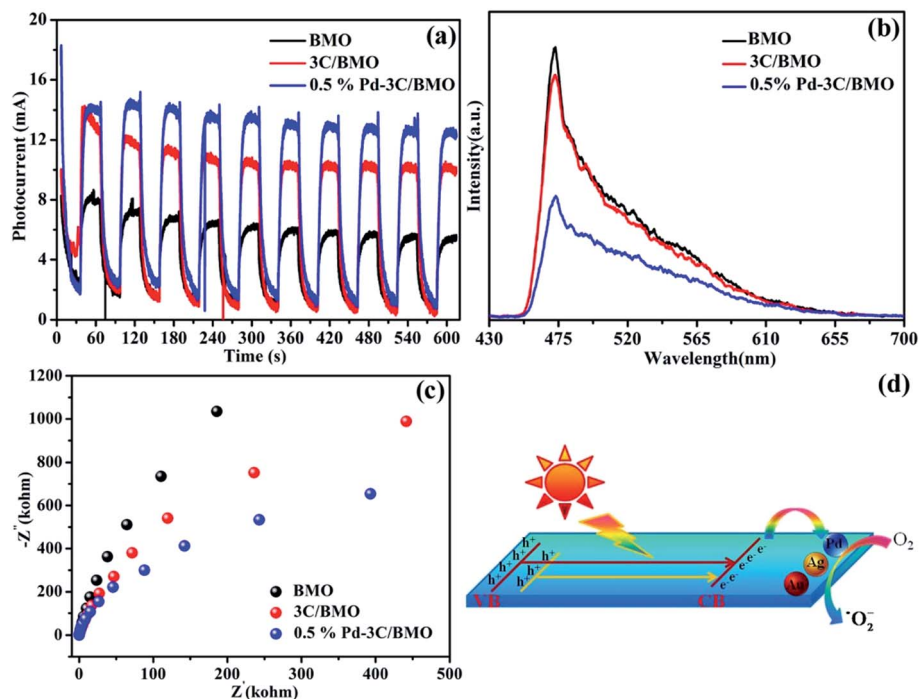 (a)
BMO
3C/BMO
0.5 % Pd-3C/BMO
20
16
12
8
4
0
Photocurrent (mA)
0 60 120 180 240 300 360 420 480 540 600
Time (s)
(b)
BMO
3C/BMO
0.5% Pd-3C/BMO
Intensity(a.u.)
430 475 520 565 610 655 700
Wavelength(nm)
(c)
1200
1000
800
600
400
200
0
-Z''(kohm)
BMO
3C/BMO
0.5 % Pd-3C/BMO
0 100 200 300 400 500
Z'(kohm)
(d)
h⁺ h⁺ h⁺ h⁺ h⁺ h⁺ h⁺
VB
e⁻ e⁻ e⁻ e⁻ e⁻ e⁻
CB
Pd
Ag
Au
O₂
•O₂⁻